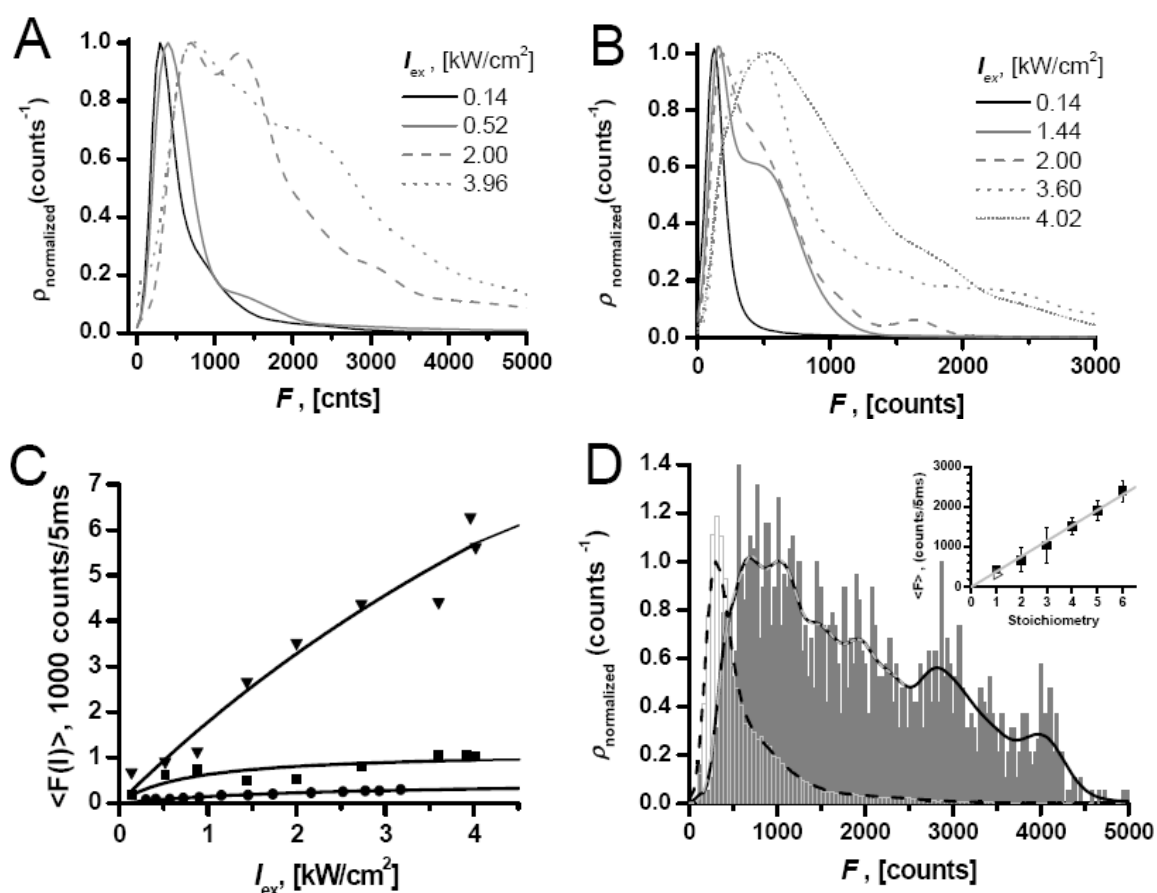 A
1.0
0.8
0.6
0.4
0.2
0.0
ρ normalized (counts⁻¹)
0 1000 2000 3000 4000 5000
F , [cnts]
I ex , [kW/cm²]
0.14
0.52
2.00
3.96
B
1.0
0.8
0.6
0.4
0.2
0.0
ρ normalized (counts⁻¹)
0 1000 2000 3000
F , [counts]
I ex, [kW/cm²]
0.14
1.44
2.00
3.60
4.02
C
7
6
5
4
3
2
1
0
<F(I)>, 1000 counts/5ms
0 1 2 3 4
I ex, [kW/cm²]
D
1.4
1.2
1.0
0.8
0.6
0.4
0.2
0.0
ρ normalized (counts⁻¹)
0 1000 2000 3000 4000 5000
F , [counts]
3000
2000
1000
0
<F> , (counts/5ms)
0 1 2 3 4 5 6
Stoichiometry